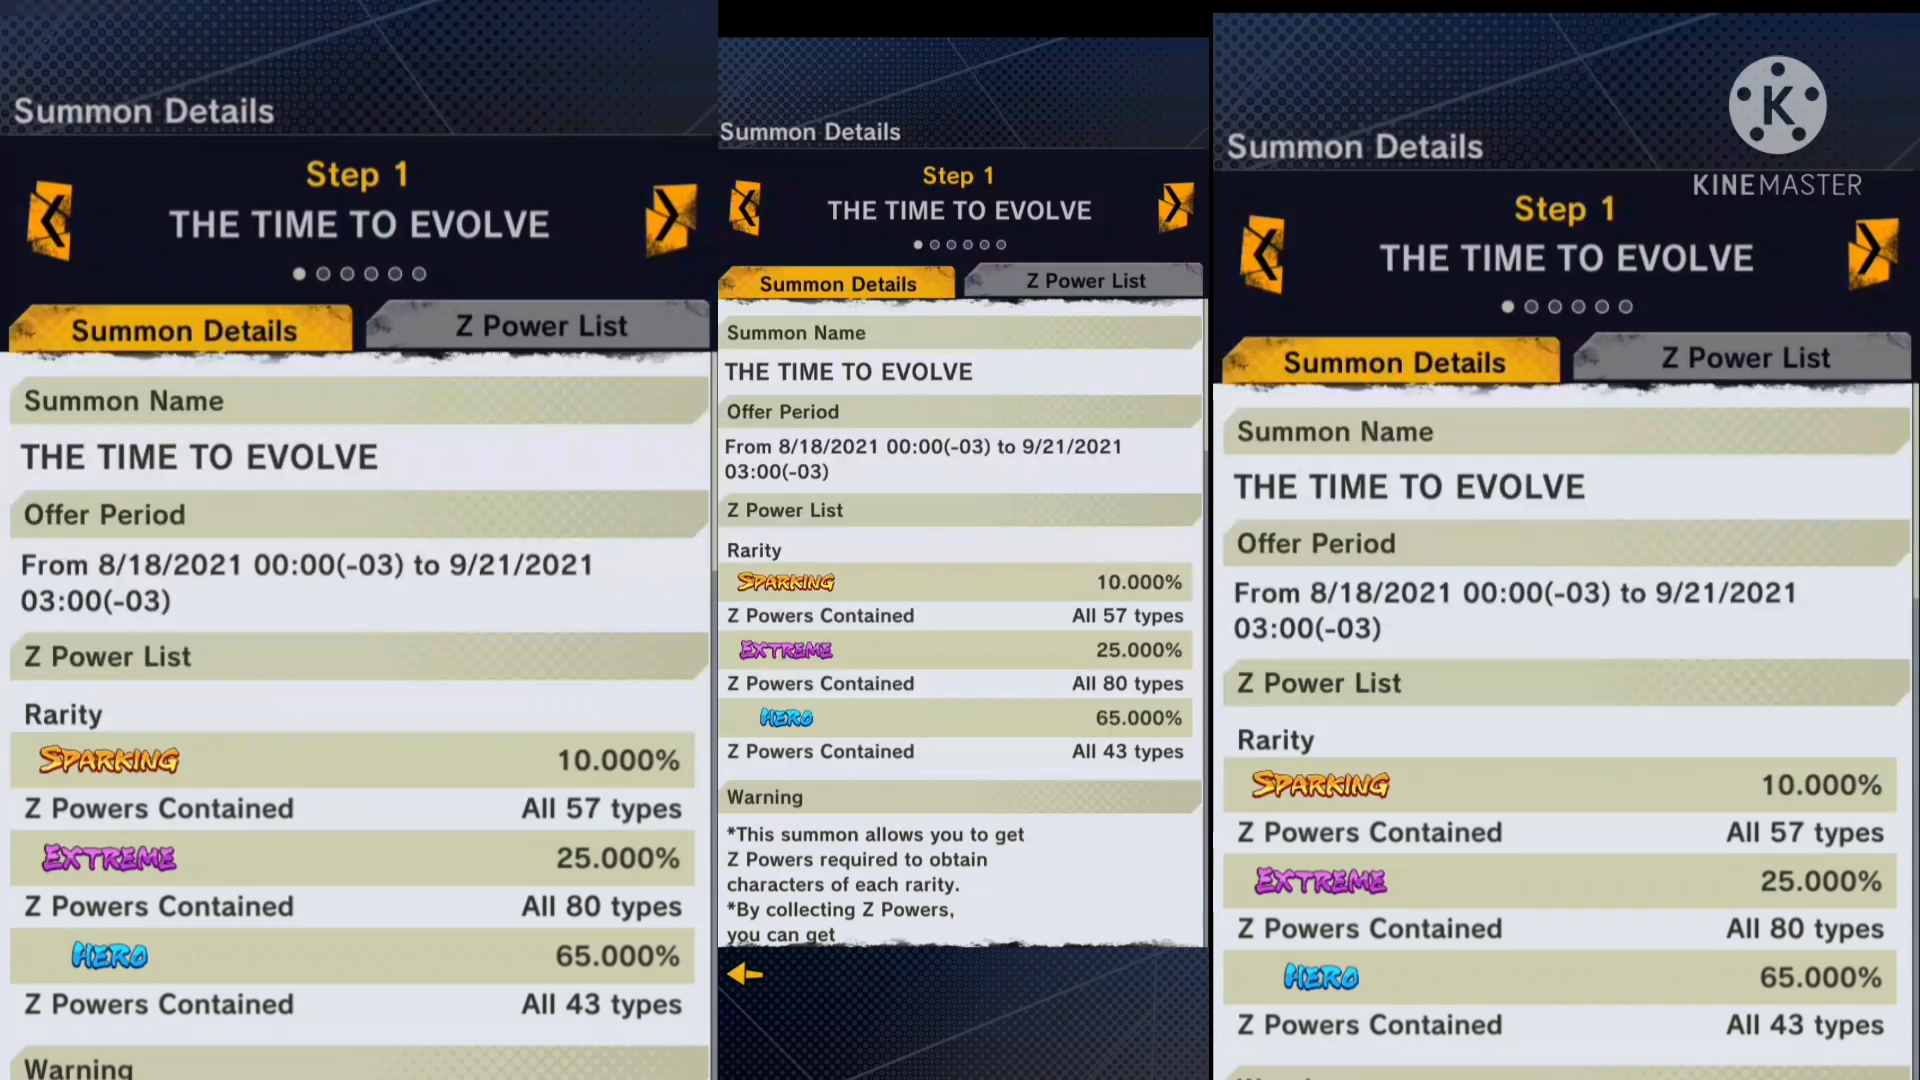 Summon Details
Step 1
THE TIME TO EVOLVE
Summon Details
Z Power List
Summon Name
THE TIME TO EVOLVE
Offer Period
From 8/18/2021 00:00(-03) to 9/21/2021
03:00(-03)
Z Power List
Rarity
SPARKING 10.000%
Z Powers Contained All 57 types
EXTREME 25.000%
Z Powers Contained All 80 types
HERO 65.000%
Z Powers Contained All 43 types
Warning
Summon Details
Step 1
THE TIME TO EVOLVE
Summon Details
Z Power List
Summon Name
THE TIME TO EVOLVE
Offer Period
From 8/18/2021 00:00(-03) to 9/21/2021
03:00(-03)
Z Power List
Rarity
SPARKING 10.000%
Z Powers Contained All 57 types
EXTREME 25.000%
Z Powers Contained All 80 types
HERO 65.000%
Z Powers Contained All 43 types
Warning
*This summon allows you to get
Z Powers required to obtain
characters of each rarity.
*By collecting Z Powers,
you can get
K
KINEMASTER
Summon Details
Step 1
THE TIME TO EVOLVE
Summon Details
Z Power List
Summon Name
THE TIME TO EVOLVE
Offer Period
From 8/18/2021 00:00(-03) to 9/21/2021
03:00(-03)
Z Power List
Rarity
SPARKING 10.000%
Z Powers Contained All 57 types
EXTREME 25.000%
Z Powers Contained All 80 types
HERO 65.000%
Z Powers Contained All 43 types